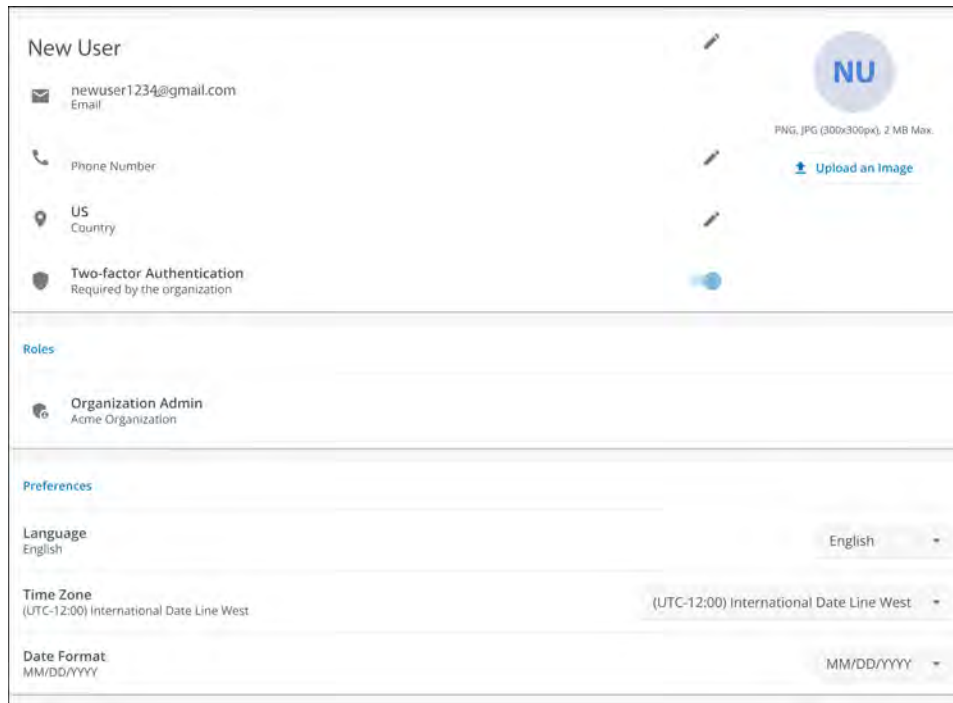 New User
NU
newuser1234@gmail.com
Email
PNG, JPG (300x300px), 2 MB Max.
Phone Number
Upload an Image
US
Country
Two-factor Authentication
Required by the organization
Roles
Organization Admin
Acme Organization
Preferences
Language
English
English
Time Zone
(UTC-12:00) International Date Line West
(UTC-12:00) International Date Line West
Date Format
MM/DD/YYYY
MM/DD/YYYY